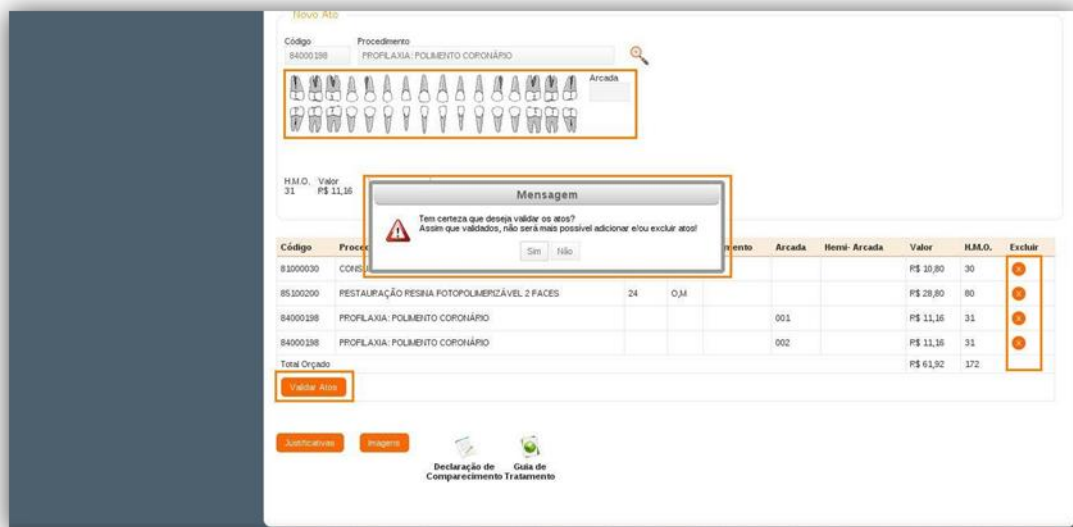 Novo Ato
Código Procedimento
84000198 PROFILAXIA: POLIMENTO CORONÁRIO
Arcada
H.M.O. Valor
31 R$ 11,16
Mensagem
Tem certeza que deseja validar os atos?
Assim que validados, não será mais possível adicionar e/ou excluir atos!
Sim Não
Código Arcada Hemi- Arcada Valor H.M.O. Excluir
81000030 R$ 10,80 30 X
85100200 RESTAURAÇÃO RESINA FOTOPOLIMERIZÁVEL 2 FACES 24 O,M R$ 28,80 80 X
84000198 PROFILAXIA: POLIMENTO CORONÁRIO 001 R$ 11,16 31 X
84000198 PROFILAXIA: POLIMENTO CORONÁRIO 002 R$ 11,16 31 X
Total Orçado R$ 61,92 172
Validar Atos
Justificativas Imagens
Declaração de Comparecimento
Guia de Tratamento